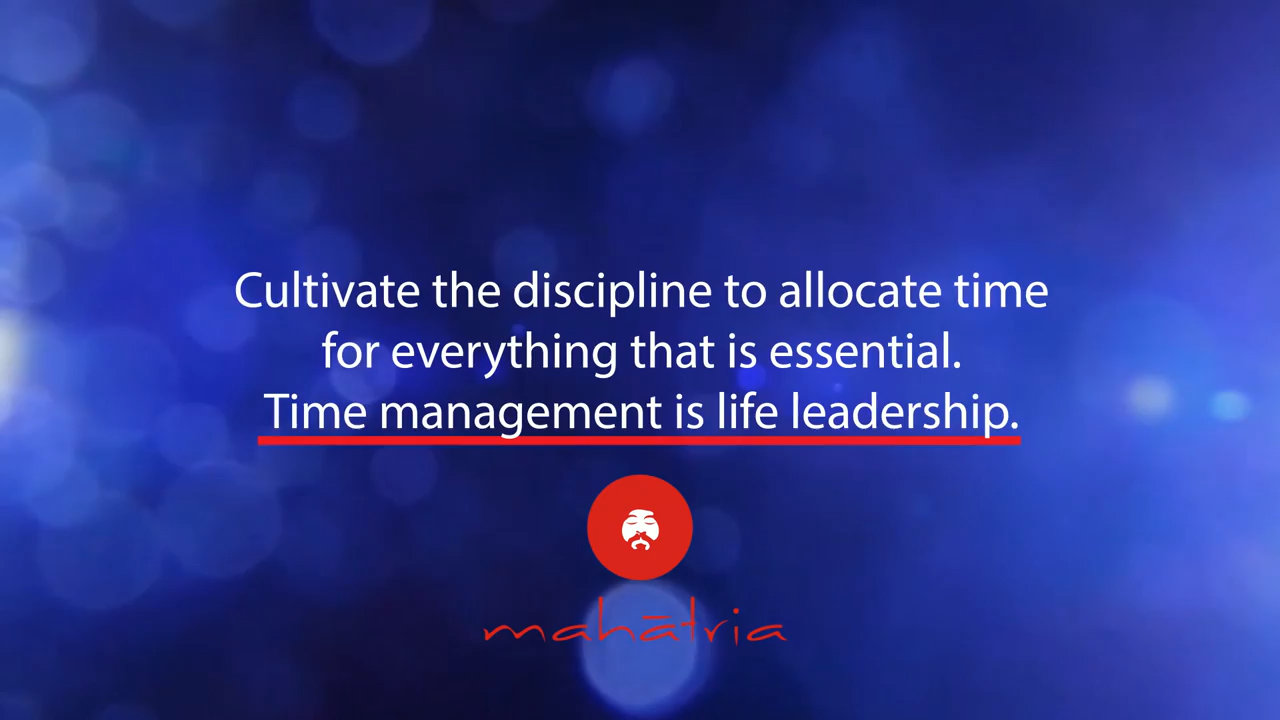 Cultivate the discipline to allocate time
for everything that is essential.
Time management is life leadership.
mahātria